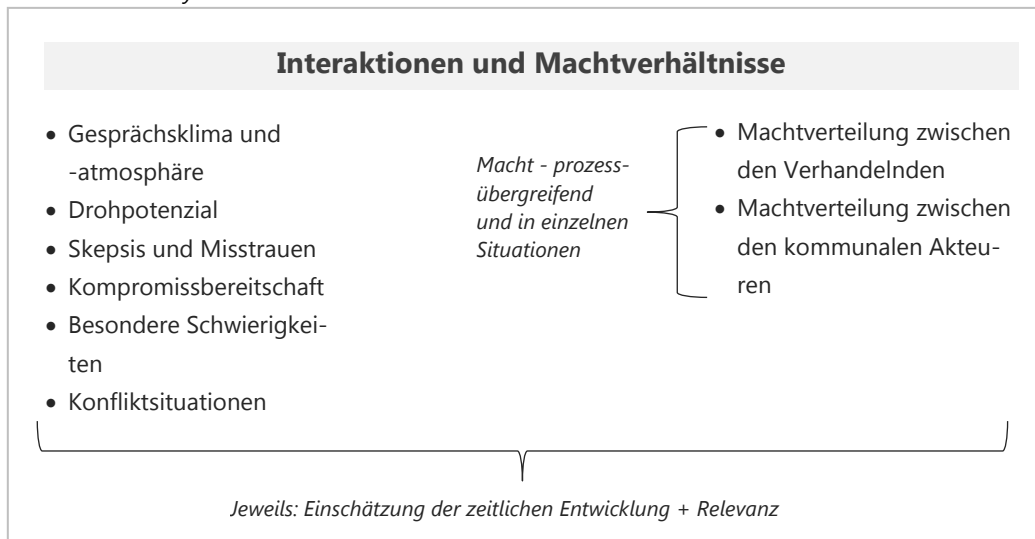 Interaktionen und Machtverhältnisse
• Gesprächsklima und
-atmosphäre
• Drohpotenzial
• Skepsis und Misstrauen
• Kompromissbereitschaft
• Besondere Schwierigkei-
ten
• Konfliktsituationen
Macht - prozess-
übergreifend
und in einzelnen
Situationen
• Machtverteilung zwischen
den Verhandelnden
• Machtverteilung zwischen
den kommunalen Akteu-
ren
Jeweils: Einschätzung der zeitlichen Entwicklung + Relevanz